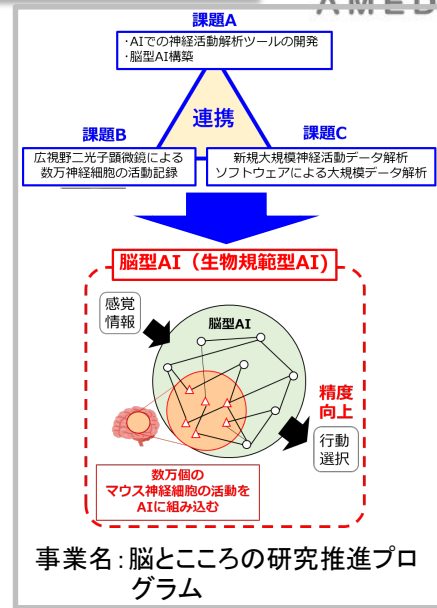 AMED
課題A
・AIでの神経活動解析ツールの開発
・脳型AI構築
連携
課題B
課題C
広視野二光子顕微鏡による
数万神経細胞の活動記録
新規大規模神経活動データ解析
ソフトウェアによる大規模データ解析
脳型AI（生物規範型AI)
感覚
情報
脳型AI
精度
向上
行動
選択
数万個の
マウス神経細胞の活動を
AIに組み込む
事業名：脳とこころの研究推進プロ
グラム